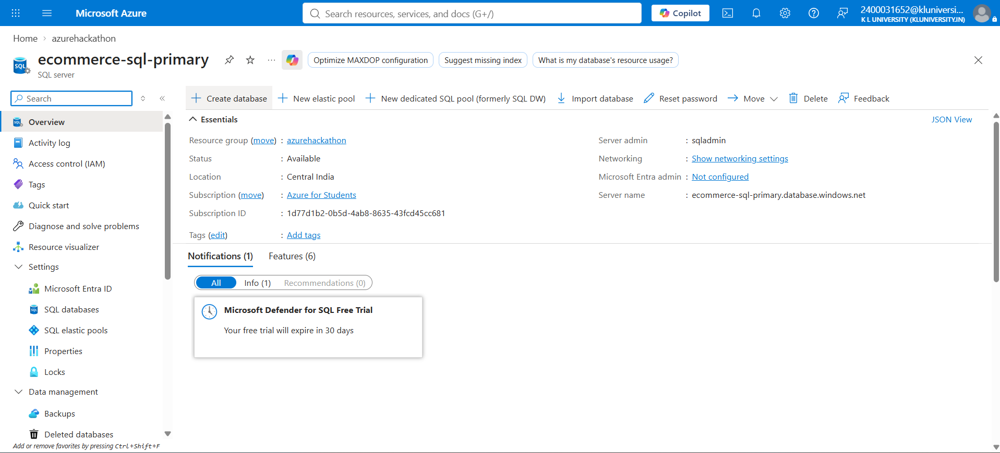 Microsoft Azure
Search resources, services, and docs (G+/)
Copilot
2400031652@kluniversi...
K L UNIVERSITY (KLUNIVERSITY.IN)
Home > azurehackathon
SQL
ecommerce-sql-primary
...
Optimize MAXDOP configuration
Suggest missing index
What is my database's resource usage?
SQL server
Search
Create database
New elastic pool
New dedicated SQL pool (formerly SQL DW)
Import database
Reset password
Move
Delete
Feedback
Overview
Activity log
Access control (IAM)
Tags
Quick start
Diagnose and solve problems
Resource visualizer
Settings
Microsoft Entra ID
SQL databases
SQL elastic pools
Properties
Locks
Data management
Backups
Deleted databases
Add or remove favorites by pressing Ctrl+Shift+F
Essentials
JSON View
Resource group (move) : azurehackathon
Status : Available
Location : Central India
Subscription (move) : Azure for Students
Subscription ID : 1d77d1b2-0b5d-4ab8-8635-43fcd45cc681
Tags (edit) : Add tags
Server admin : sqladmin
Networking : Show networking settings
Microsoft Entra admin : Not configured
Server name : ecommerce-sql-primary.database.windows.net
Notifications (1)
Features (6)
All
Info (1)
Recommendations (0)
Microsoft Defender for SQL Free Trial
Your free trial will expire in 30 days